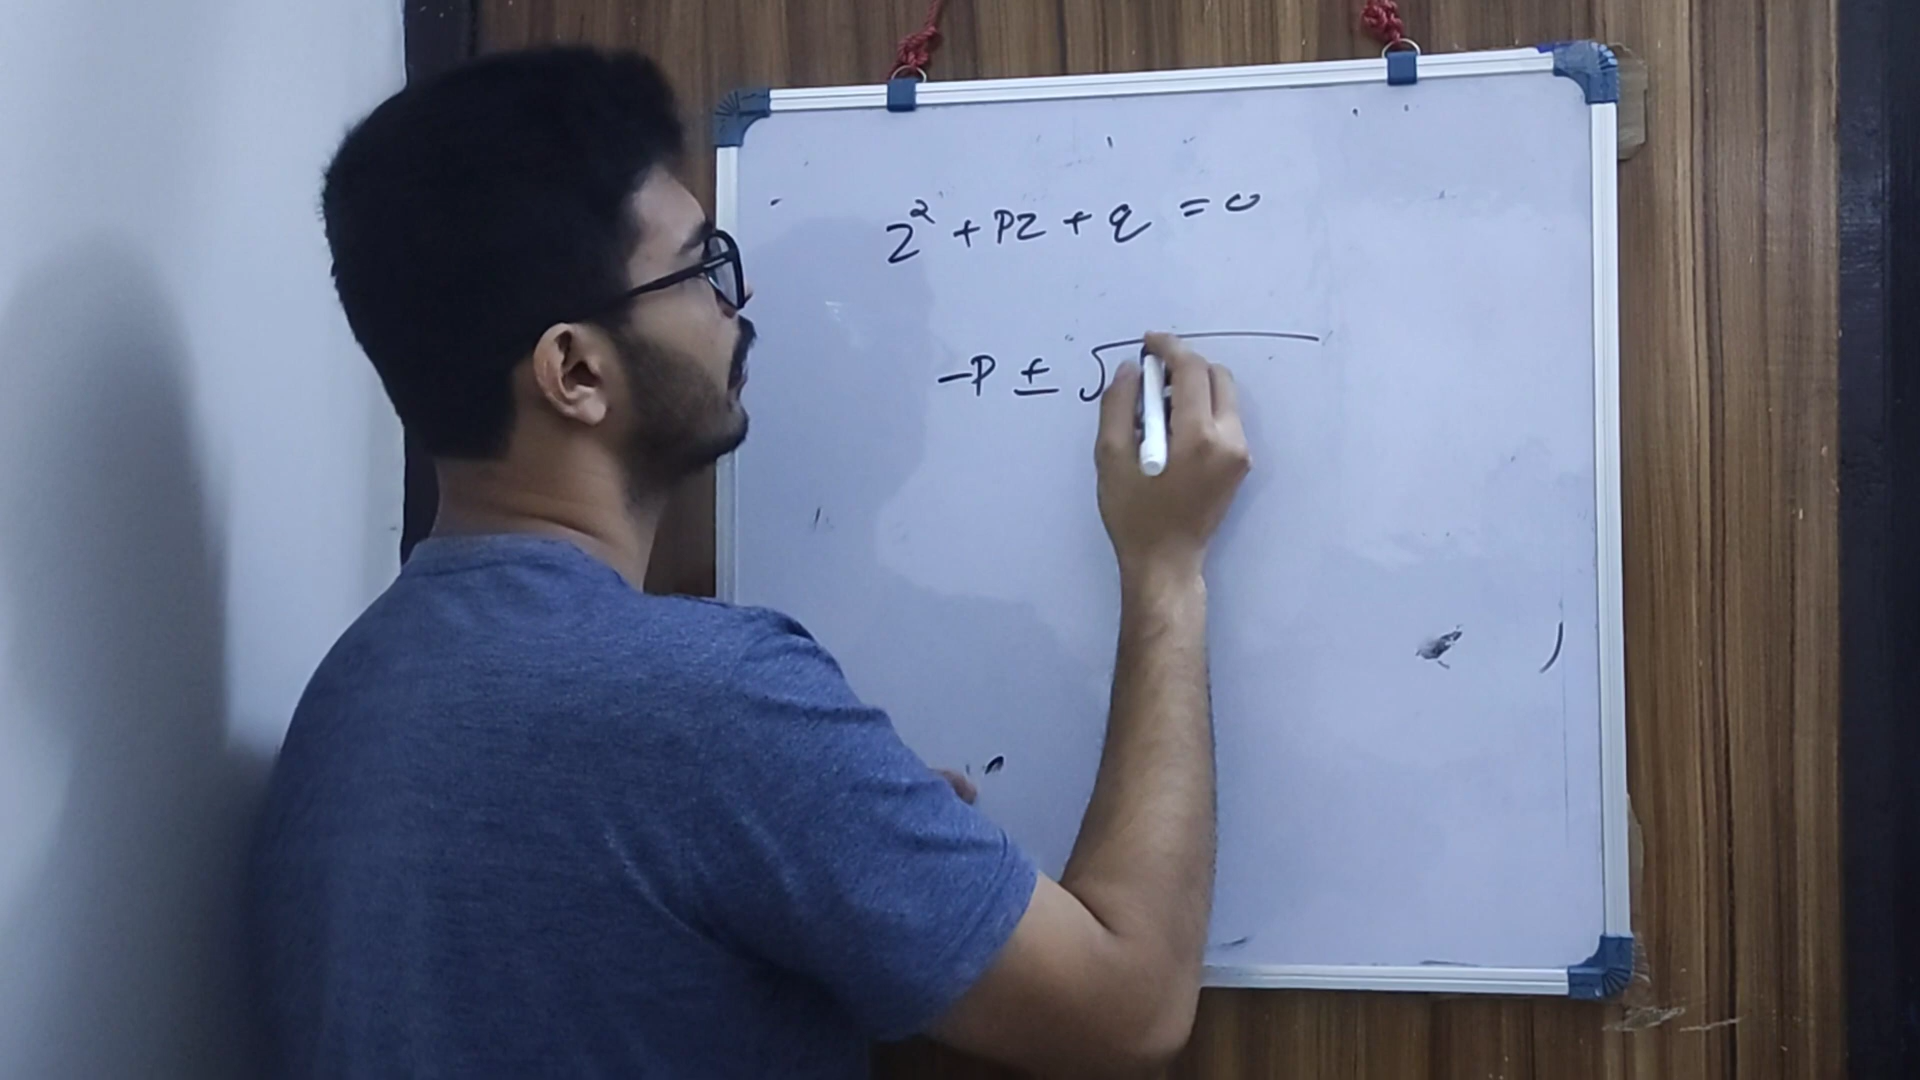 z² + Pz + q = 0
-P ± √